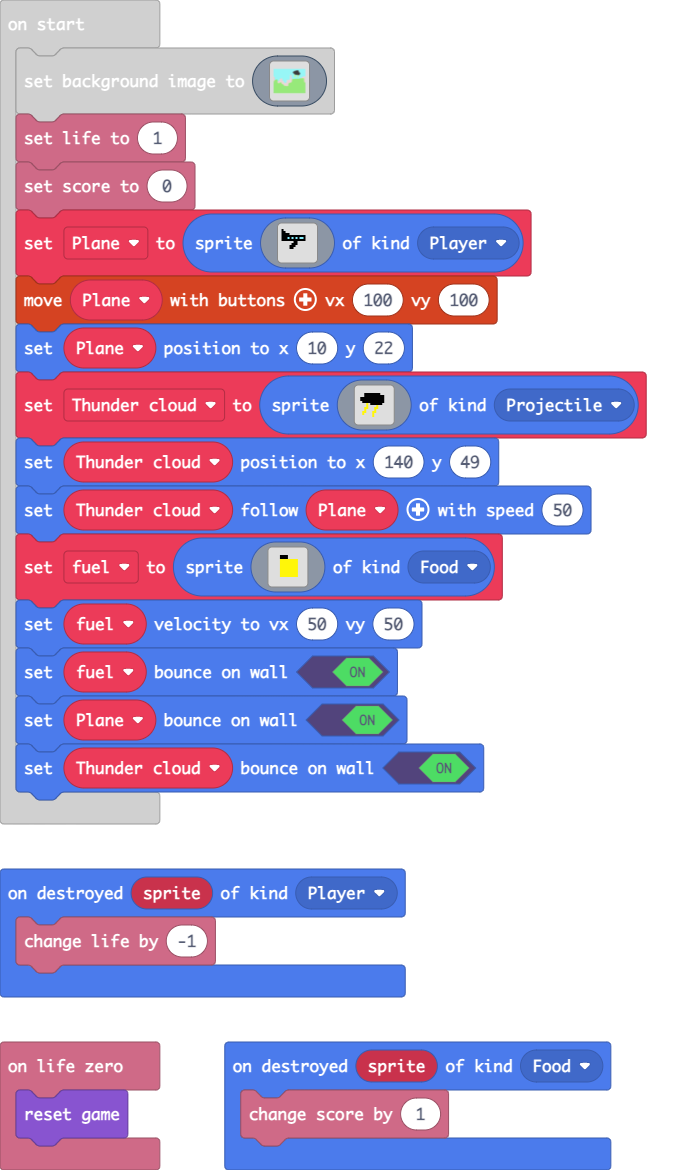 on start
set background image to
set life to 1
set score to 0
set Plane to sprite of kind Player
move Plane with buttons vx 100 vy 100
set Plane position to x 10 y 22
set Thunder cloud to sprite of kind Projectile
set Thunder cloud position to x 140 y 49
set Thunder cloud follow Plane with speed 50
set fuel to sprite of kind Food
set fuel velocity to vx 50 vy 50
set fuel bounce on wall ON
set Plane bounce on wall ON
set Thunder cloud bounce on wall ON
on destroyed sprite of kind Player
change life by -1
on life zero
reset game
on destroyed sprite of kind Food
change score by 1